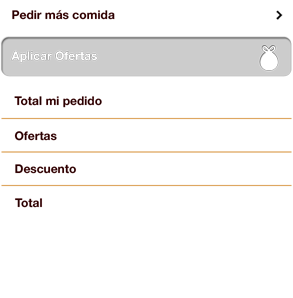 Pedir más comida
Aplicar Ofertas
Total mi pedido
Ofertas
Descuento
Total